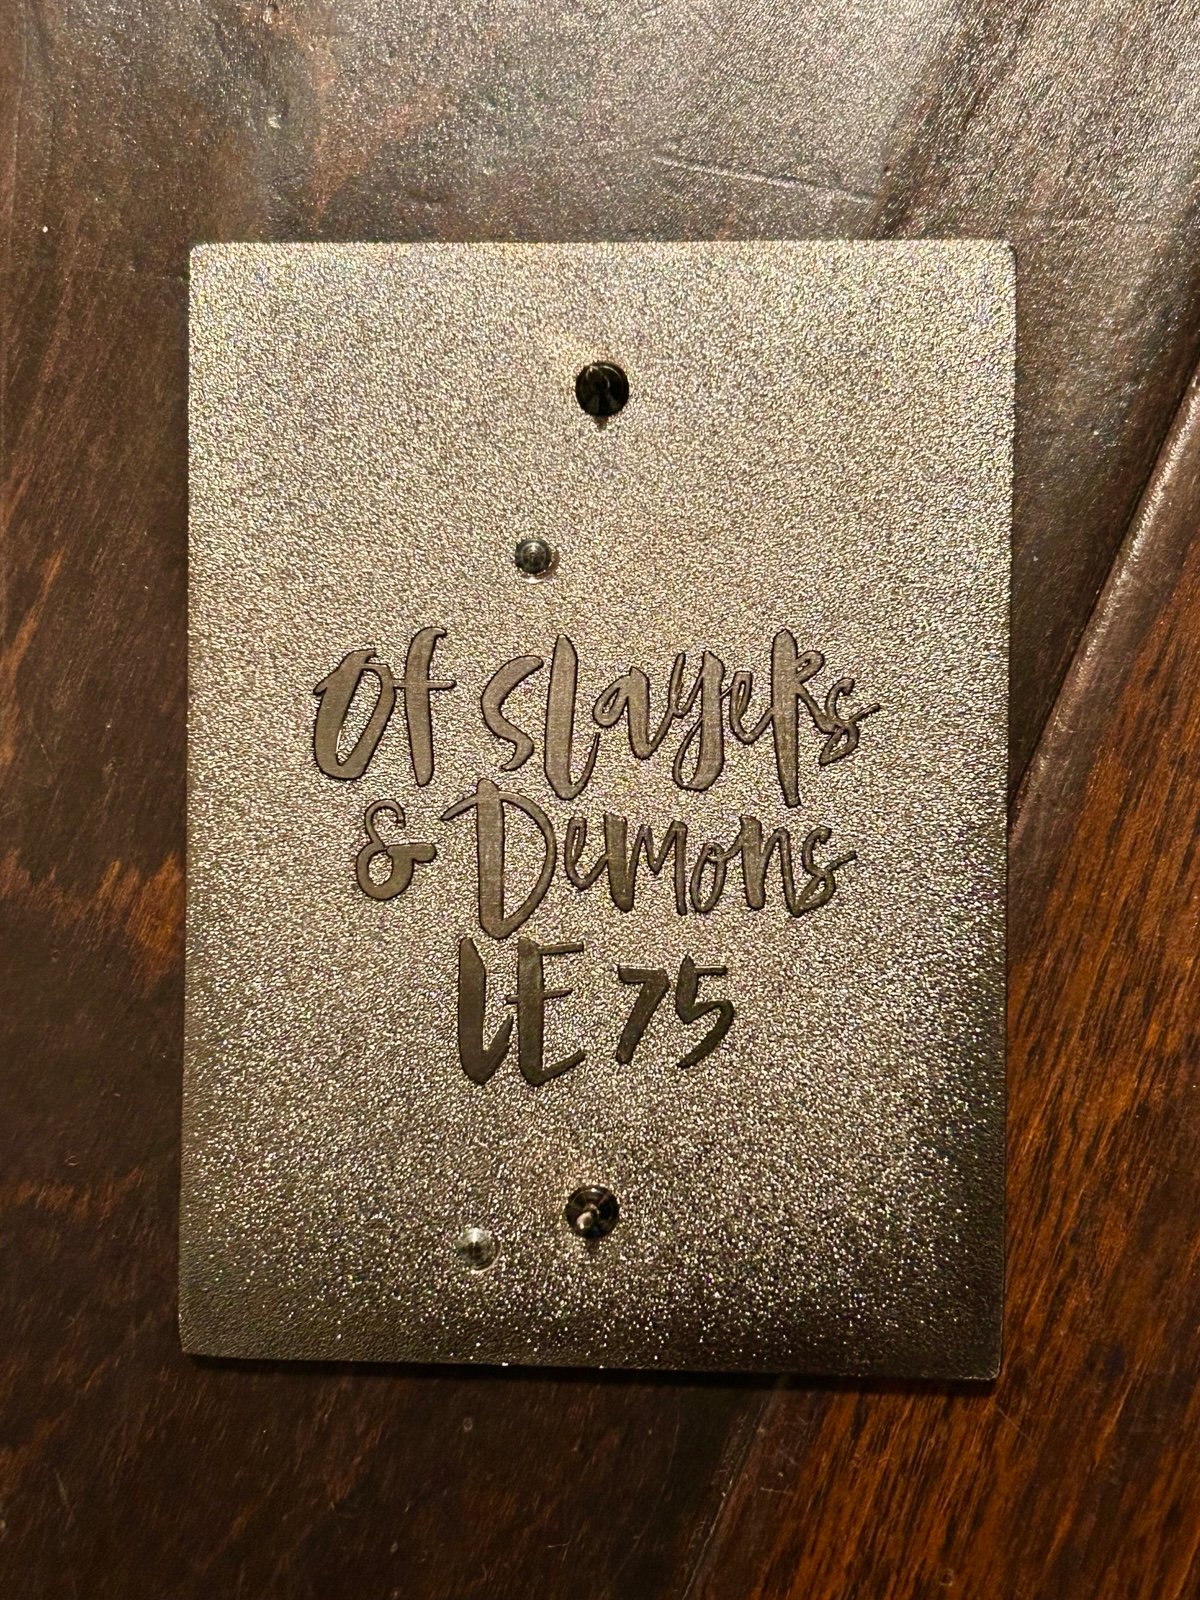 Of Slayers
& Demons
LE 75